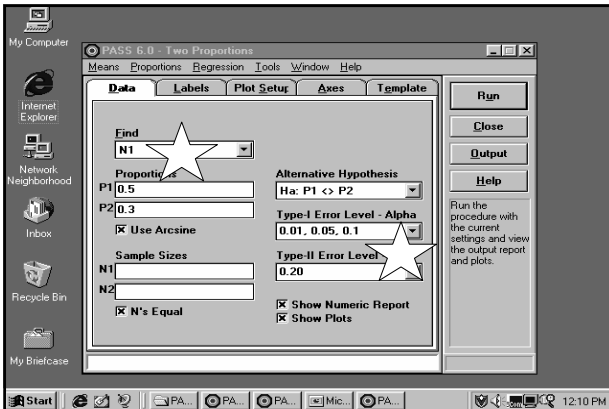 My Computer
Internet
Explorer
Network
Neighborhood
Inbox
Recycle Bin
My Briefcase
PASS 6.0 - Two Proportions
Means Proportions Regression Tools Window Help
Data Labels Plot Setup Axes Template
Find
N1
Proportions
P1 0.5
P2 0.3
Use Arcsine
Sample Sizes
N1
N2
N's Equal
Alternative Hypothesis
Ha: P1 <> P2
Type-I Error Level - Alpha
0.01, 0.05, 0.1
Type-II Error Level
0.20
Show Numeric Report
Show Plots
Run
Close
Output
Help
Run the
procedure with
the current
settings and view
the output report
and plots.
Start PA... PA... PA... Mic... PA... 12:10 PM